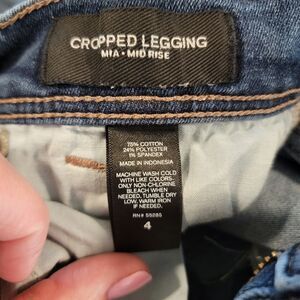 CROPPED LEGGING
MIA • MID RISE
75% COTTON
24% POLYESTER
1% SPANDEX
MADE IN INDONESIA
MACHINE WASH COLD
WITH LIKE COLORS.
ONLY NON-CHLORINE
BLEACH WHEN
NEEDED. TUMBLE DRY
LOW. WARM IRON
IF NEEDED.
RN# 55285
4